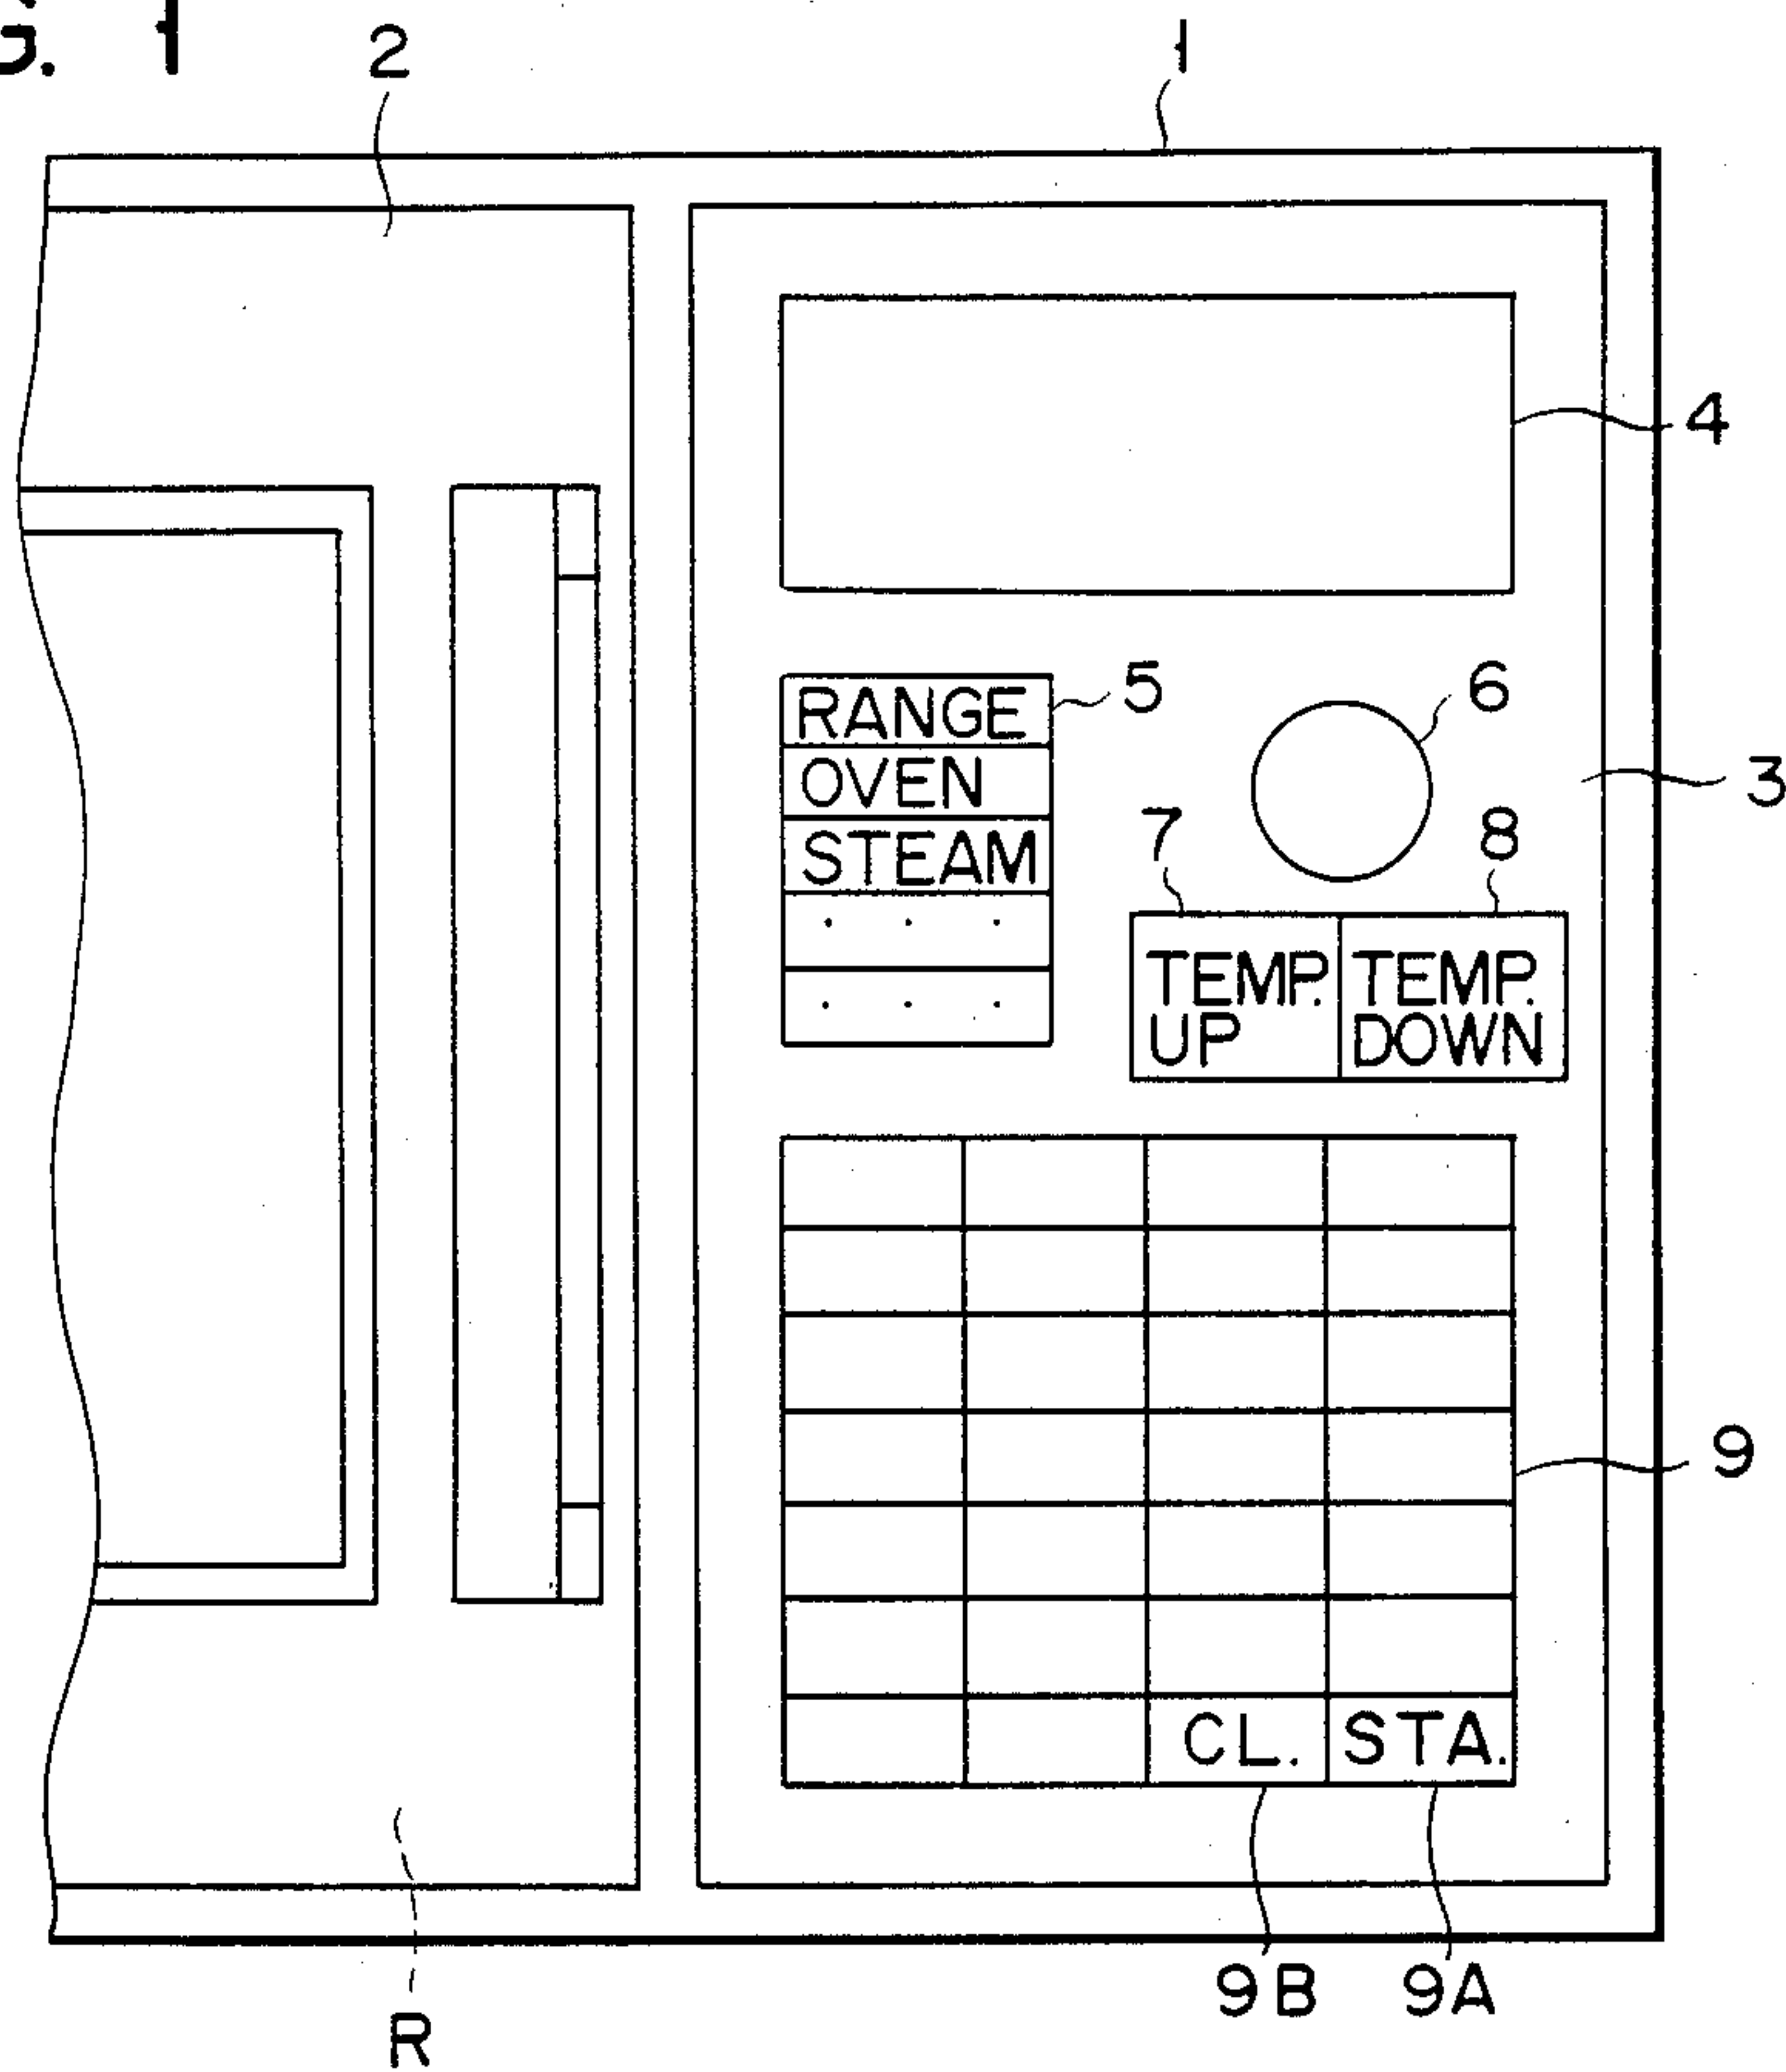 G. 1
2
1
4
RANGE
5
6
OVEN
3
STEAM
7
8
. . .
. . .
TEMP. UP
TEMP. DOWN
9
CL.
STA.
9B
9A
R